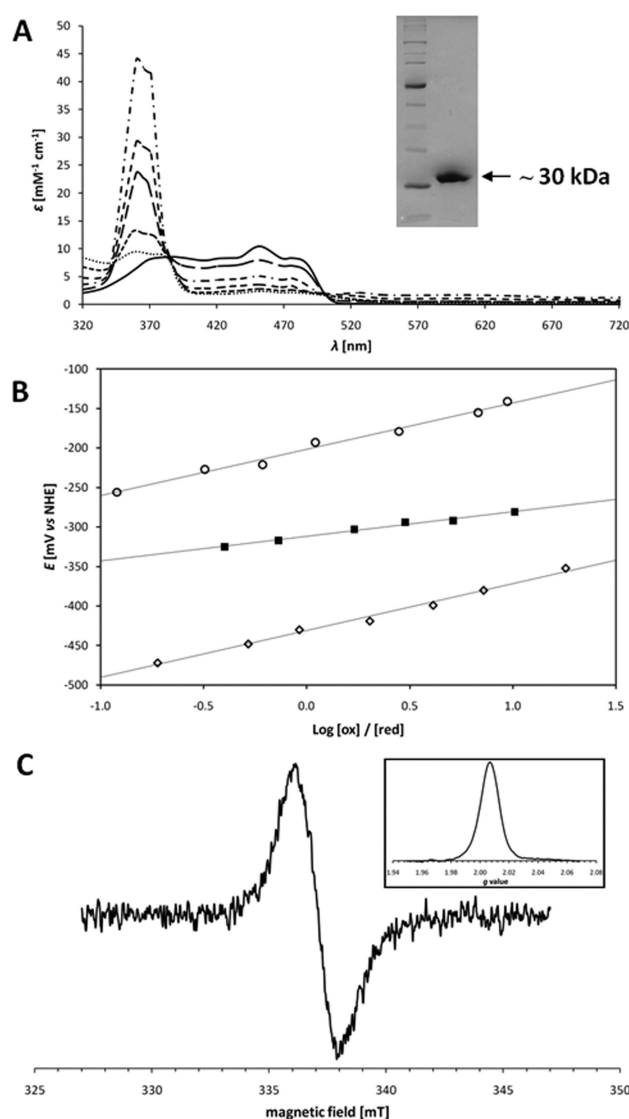 A
ε [mM⁻¹ cm⁻¹]
50
45
40
35
30
25
20
15
10
5
0
~ 30 kDa
320 370 420 470 520 570 620 670 720
λ [nm]
B
E [mV vs NHE]
-100
-150
-200
-250
-300
-350
-400
-450
-500
-1.0 -0.5 0.0 0.5 1.0 1.5
Log [ox] / [red]
C
1.94 1.96 1.98 2.00 2.02 2.04 2.06 2.08
g value
325 330 335 340 345 350
magnetic field [mT]